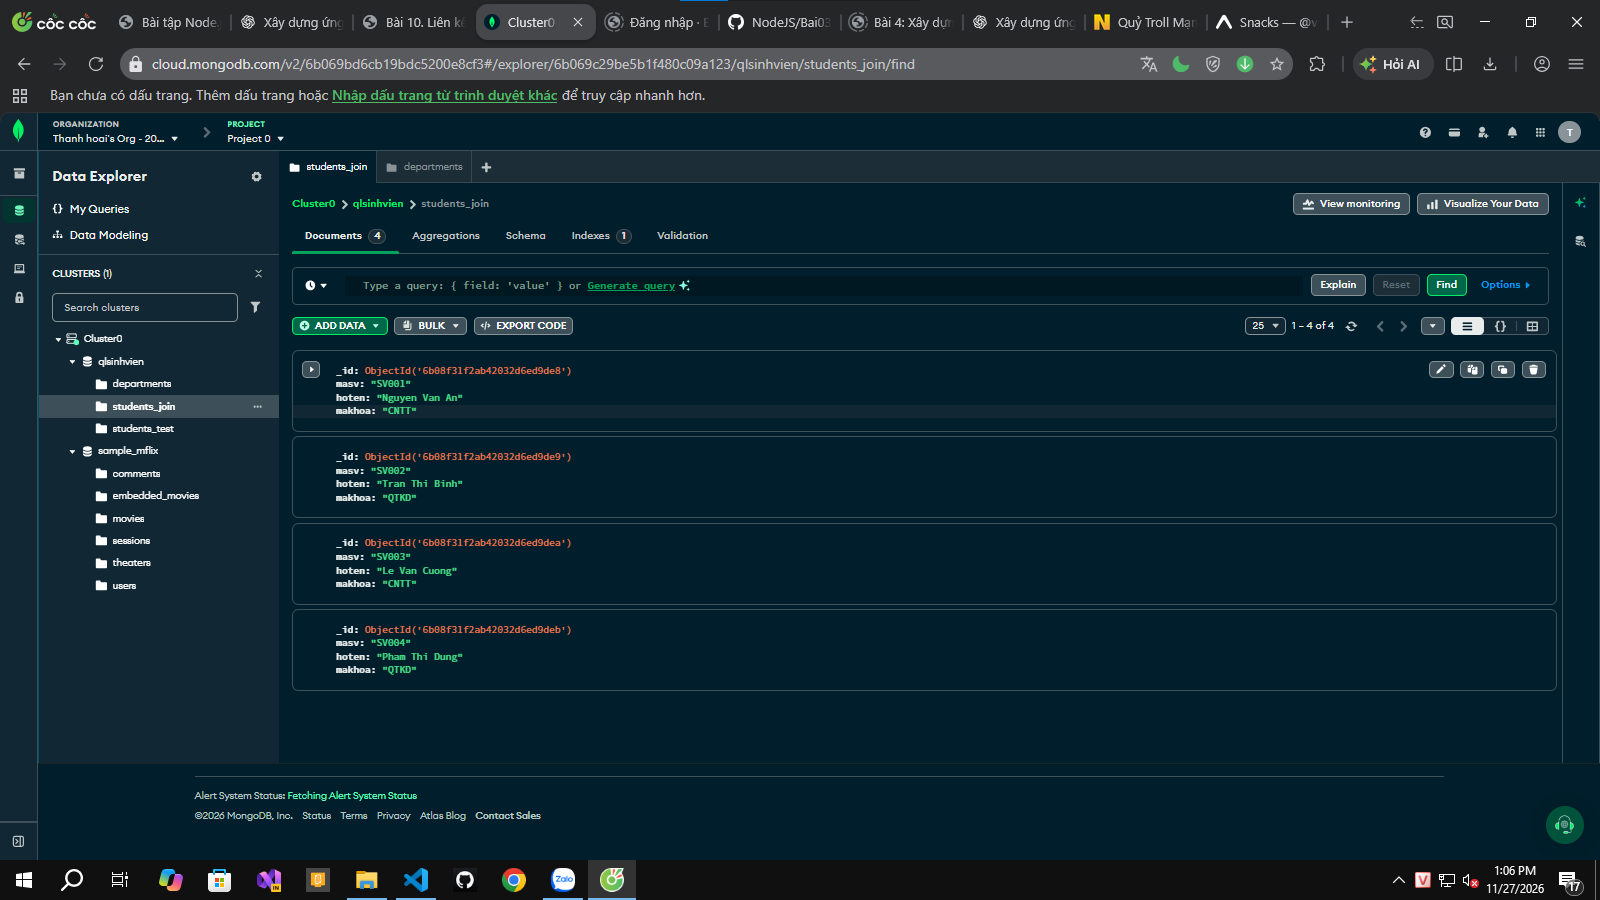 cốc cốc
Bài tập Node.
Xây dựng ứng
Bài 10. Liên kế
Cluster0
Đăng nhập · E
NodeJS/Bai03
Bài 4: Xây dựn
Xây dựng ứng
Quỷ Troll Mạn
Snacks — @v
cloud.mongodb.com/v2/6b069bd6cb19bdc5200e8cf3#/explorer/6b069c29be5b1f480c09a123/qlsinhvien/students_join/find
Hỏi AI
Bạn chưa có dấu trang. Thêm dấu trang hoặc Nhập dấu trang từ trình duyệt khác để truy cập nhanh hơn.
ORGANIZATION
Thanh hoai's Org - 20...
PROJECT
Project 0
T
Data Explorer
My Queries
Data Modeling
CLUSTERS (1)
Search clusters
Cluster0
qlsinhvien
departments
students_join
students_test
sample_mflix
comments
embedded_movies
movies
sessions
theaters
users
students_join
departments
Cluster0 > qlsinhvien > students_join
View monitoring
Visualize Your Data
Documents 4
Aggregations
Schema
Indexes 1
Validation
Type a query: { field: 'value' } or Generate query
Explain
Reset
Find
Options
ADD DATA
BULK
EXPORT CODE
25
1 – 4 of 4
_id: ObjectId('6b08f31f2ab42032d6ed9de8')
masv: "SV001"
hoten: "Nguyen Van An"
makhoa: "CNTT"
_id: ObjectId('6b08f31f2ab42032d6ed9de9')
masv: "SV002"
hoten: "Tran Thi Binh"
makhoa: "QTKD"
_id: ObjectId('6b08f31f2ab42032d6ed9dea')
masv: "SV003"
hoten: "Le Van Cuong"
makhoa: "CNTT"
_id: ObjectId('6b08f31f2ab42032d6ed9deb')
masv: "SV004"
hoten: "Pham Thi Dung"
makhoa: "QTKD"
Alert System Status: Fetching Alert System Status
©2026 MongoDB, Inc. Status Terms Privacy Atlas Blog Contact Sales
Zalo
1:06 PM
11/27/2026
17